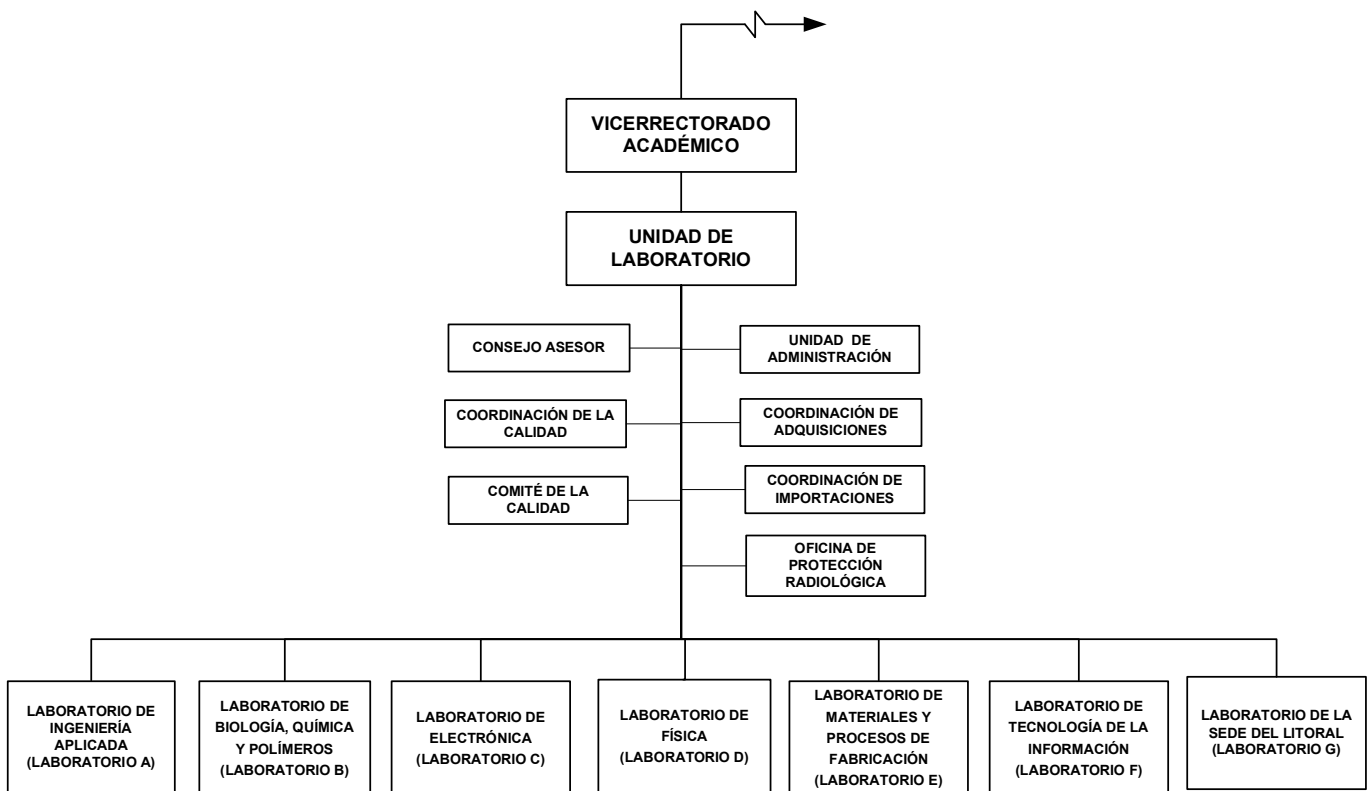 VICERRECTORADO
ACADÉMICO
UNIDAD DE
LABORATORIO
CONSEJO ASESOR
UNIDAD DE
ADMINISTRACIÓN
COORDINACIÓN DE LA
CALIDAD
COORDINACIÓN DE
ADQUISICIONES
COMITÉ DE LA
CALIDAD
COORDINACIÓN DE
IMPORTACIONES
OFICINA DE
PROTECCIÓN
RADIOLÓGICA
LABORATORIO DE
INGENIERÍA
APLICADA
(LABORATORIO A)
LABORATORIO DE
BIOLOGÍA, QUÍMICA
Y POLÍMEROS
(LABORATORIO B)
LABORATORIO DE
ELECTRÓNICA
(LABORATORIO C)
LABORATORIO DE
FÍSICA
(LABORATORIO D)
LABORATORIO DE
MATERIALES Y
PROCESOS DE
FABRICACIÓN
(LABORATORIO E)
LABORATORIO DE
TECNOLOGÍA DE LA
INFORMACIÓN
(LABORATORIO F)
LABORATORIO DE LA
SEDE DEL LITORAL
(LABORATORIO G)